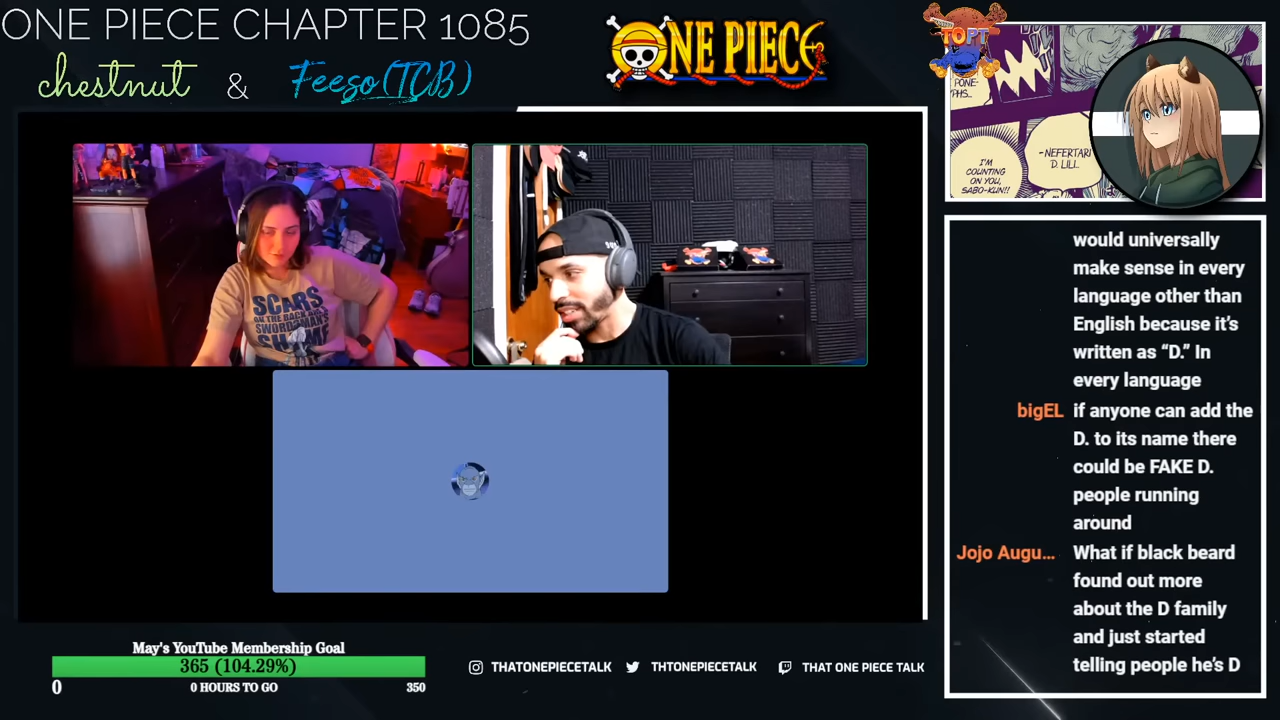 ONE PIECE CHAPTER 1085
chestnut & Feeso(TCB)
ONE PIECE
TOPT
PONE-
PHS...
I'M
COUNTING
ON YOU,
SABO-KUN!!
-NEFERTARI
D. LILI.
SCARS
ON THE BACK
would universally
make sense in every
language other than
English because it's
written as “D.” In
every language
bigEL if anyone can add the
D. to its name there
could be FAKE D.
people running
around
Jojo Augu... What if black beard
found out more
about the D family
and just started
telling people he's D
May's YouTube Membership Goal
365 (104.29%)
0 0 HOURS TO GO 350
THATONEPIECETALK THTONEPIECETALK THAT ONE PIECE TALK